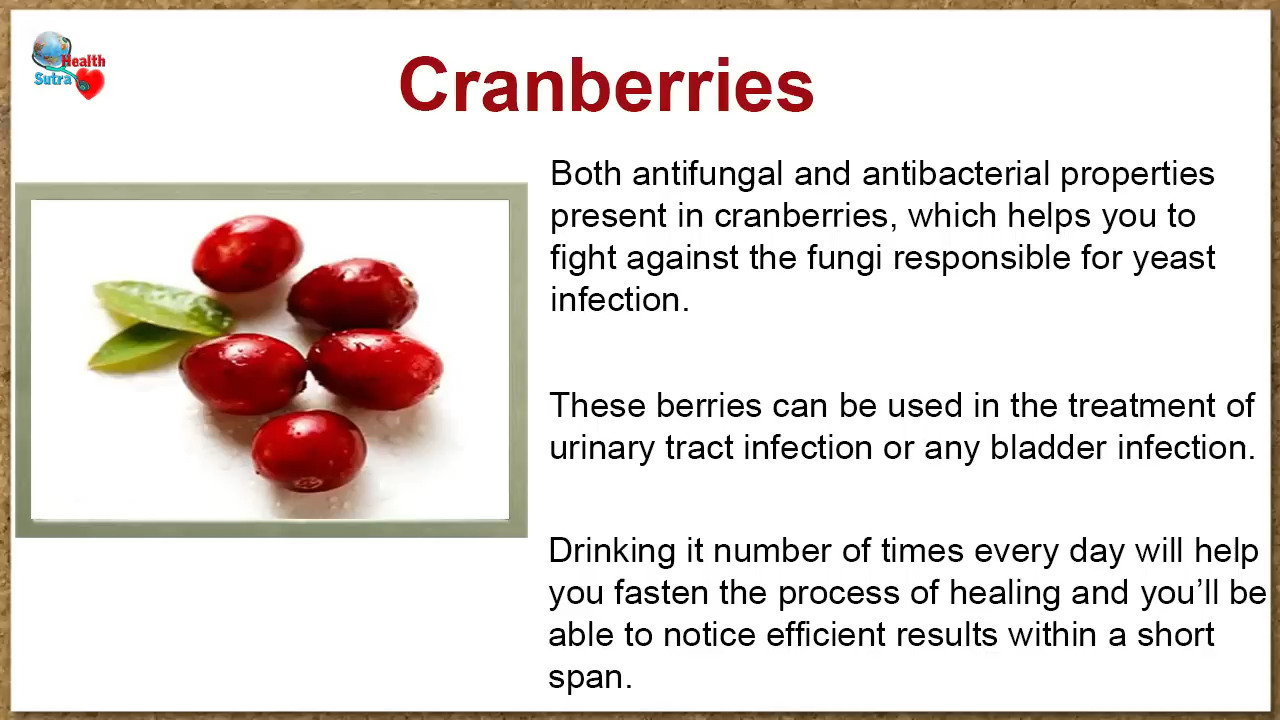 Health
Sutra
Cranberries
Both antifungal and antibacterial properties
present in cranberries, which helps you to
fight against the fungi responsible for yeast
infection.
These berries can be used in the treatment of
urinary tract infection or any bladder infection.
Drinking it number of times every day will help
you fasten the process of healing and you’ll be
able to notice efficient results within a short
span.